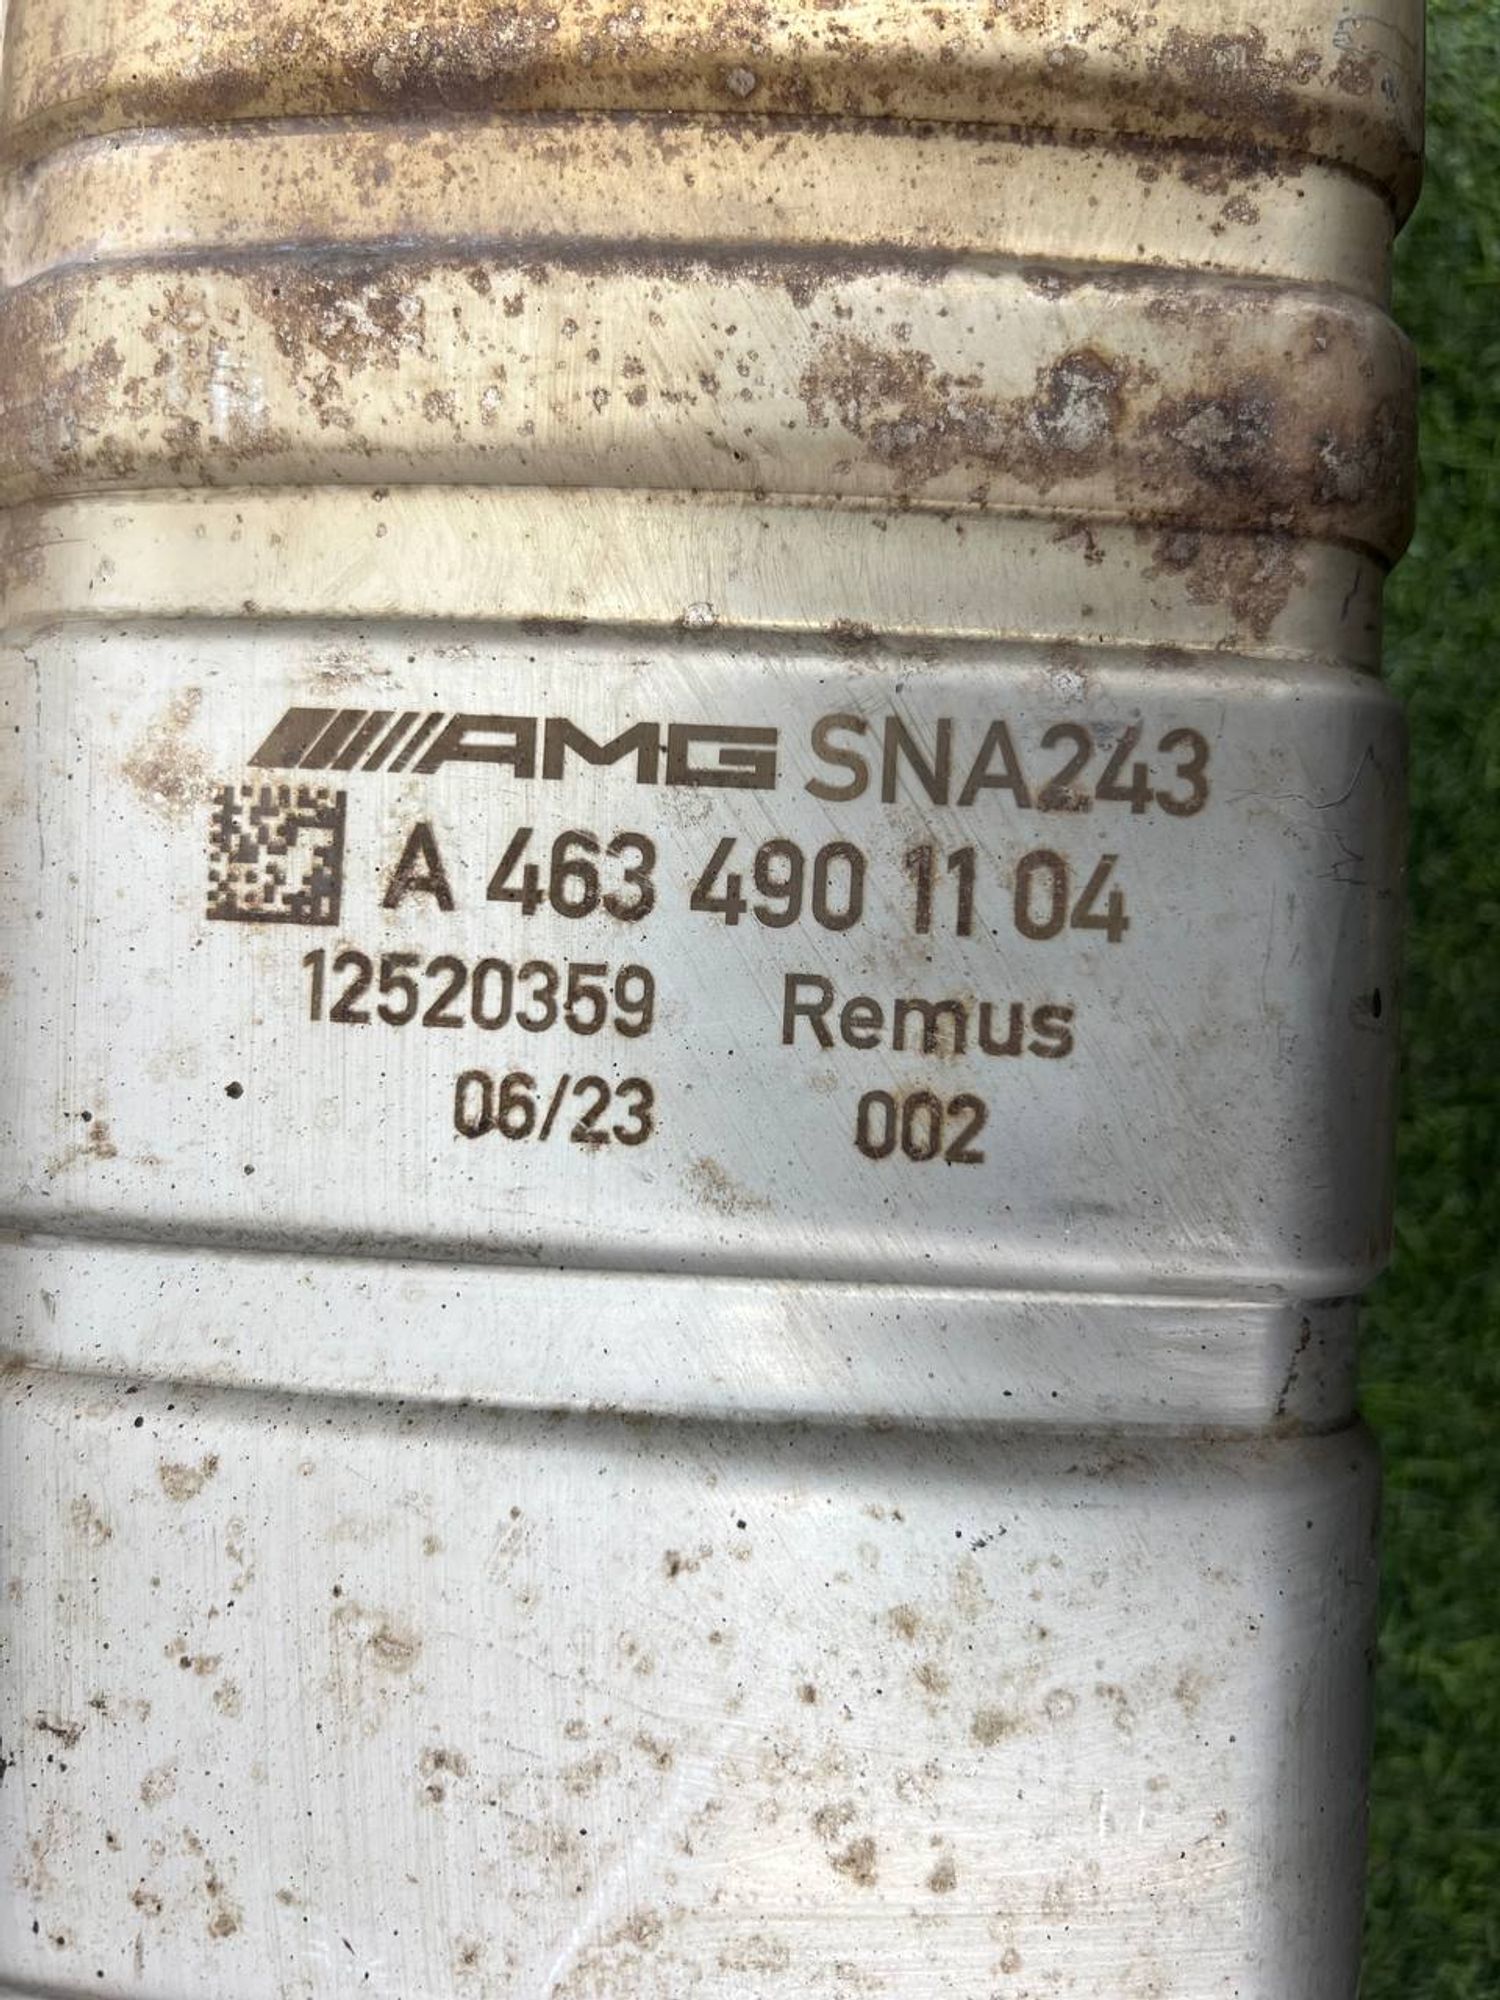 AMG SNA243
A 463 490 11 04
12520359 Remus
06/23 002